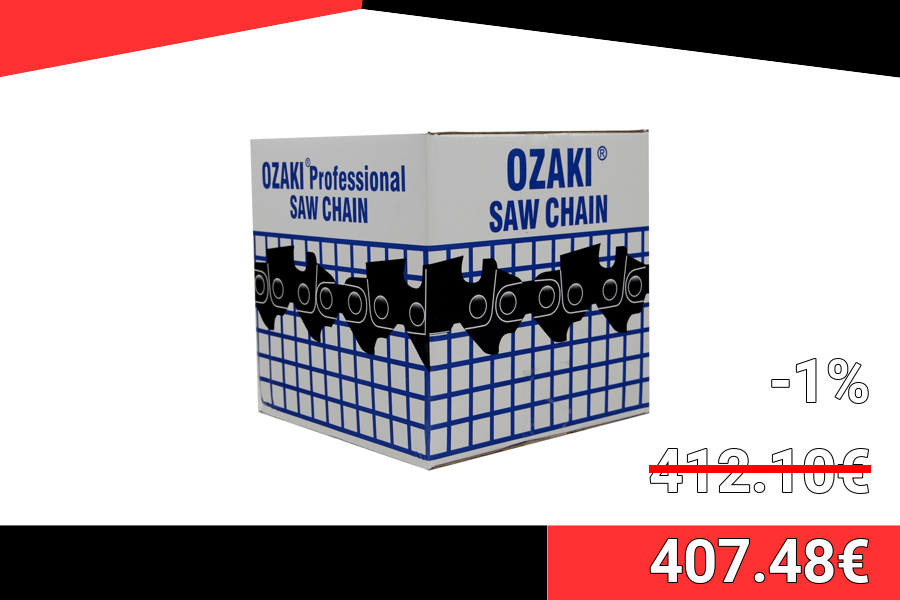 OZAKI® Professional
SAW CHAIN
OZAKI®
SAW CHAIN
-1%
412.10€
407.48€